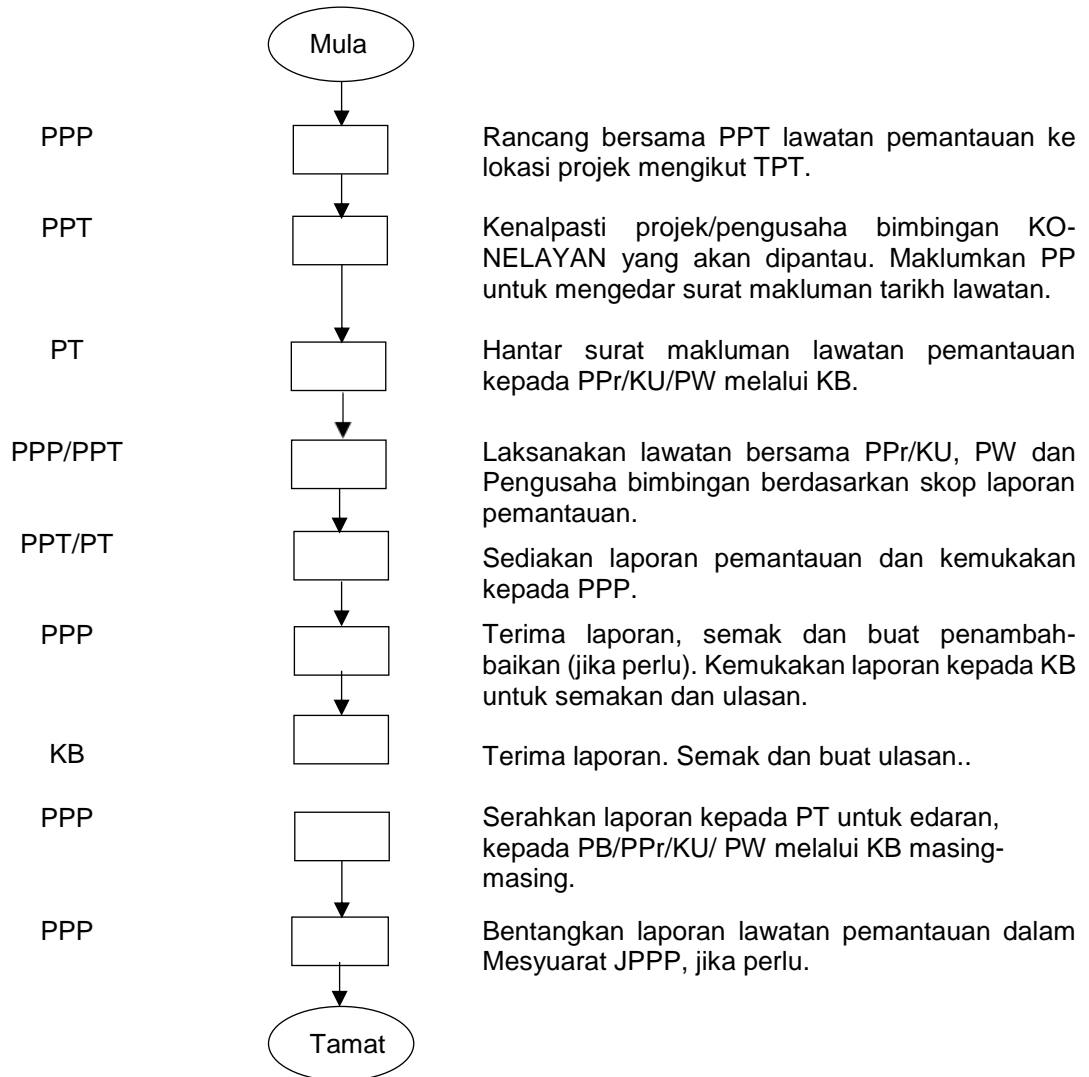 Mula
PPP
Rancang bersama PPT lawatan pemantauan ke
lokasi projek mengikut TPT.
PPT
Kenalpasti projek/pengusaha bimbingan KO-
NELAYAN yang akan dipantau. Maklumkan PP
untuk mengedar surat makluman tarikh lawatan.
PT
Hantar surat makluman lawatan pemantauan
kepada PPr/KU/PW melalui KB.
PPP/PPT
Laksanakan lawatan bersama PPr/KU, PW dan
Pengusaha bimbingan berdasarkan skop laporan
pemantauan.
PPT/PT
Sediakan laporan pemantauan dan kemukakan
kepada PPP.
PPP
Terima laporan, semak dan buat penambah-
baikan (jika perlu). Kemukakan laporan kepada KB
untuk semakan dan ulasan.
KB
Terima laporan. Semak dan buat ulasan..
PPP
Serahkan laporan kepada PT untuk edaran,
kepada PB/PPr/KU/ PW melalui KB masing-
masing.
PPP
Bentangkan laporan lawatan pemantauan dalam
Mesyuarat JPPP, jika perlu.
Tamat